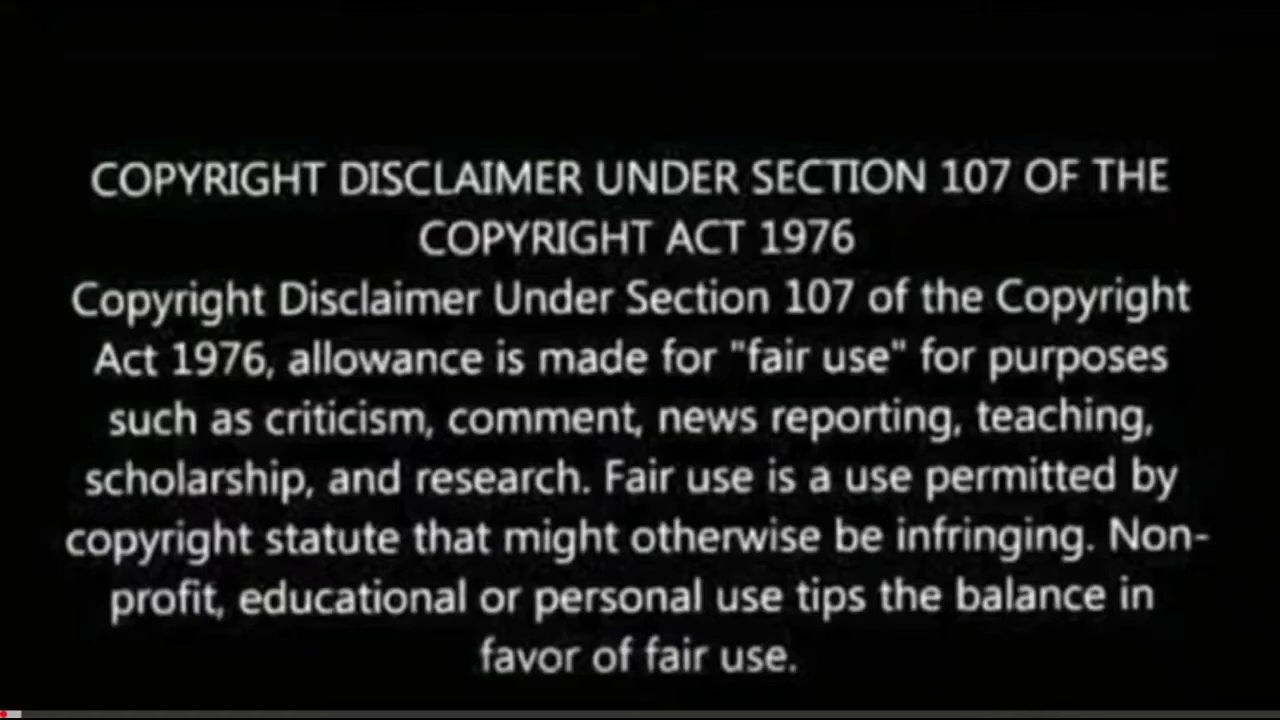 COPYRIGHT DISCLAIMER UNDER SECTION 107 OF THE
COPYRIGHT ACT 1976
Copyright Disclaimer Under Section 107 of the Copyright
Act 1976, allowance is made for "fair use" for purposes
such as criticism, comment, news reporting, teaching,
scholarship, and research. Fair use is a use permitted by
copyright statute that might otherwise be infringing. Non-
profit, educational or personal use tips the balance in
favor of fair use.